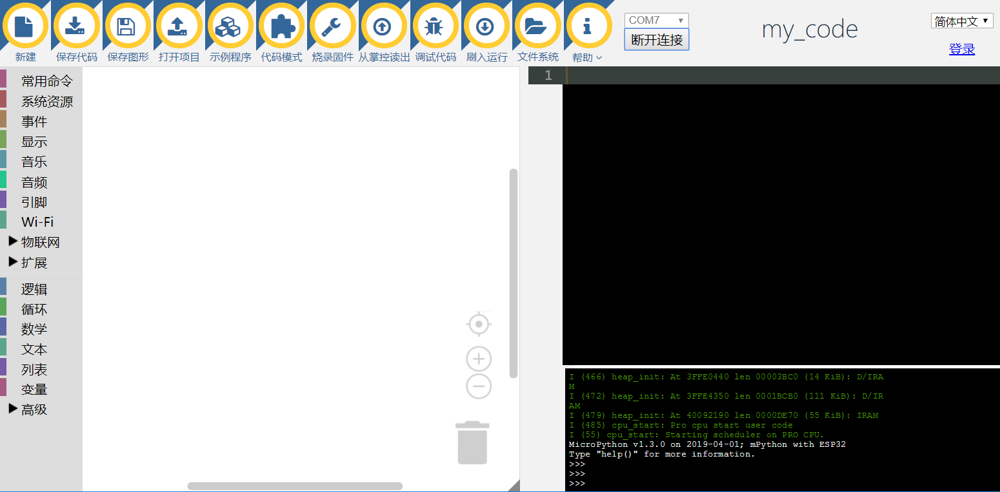 新建 保存代码 保存图形 打开项目 示例程序 代码模式 烧录固件 从掌控读出 调试代码 刷入运行 文件系统 帮助
COM7
断开连接
my_code
简体中文
登录
常用命令
系统资源
事件
显示
音乐
音频
引脚
Wi-Fi
物联网
扩展
逻辑
循环
数学
文本
列表
变量
高级
1
I (466) heap_init: At 3FFE0440 len 00003BC0 (14 KiB): D/IRA
M
I (472) heap_init: At 3FFE4350 len 0001BCB0 (111 KiB): D/IR
AM
I (479) heap_init: At 40092190 len 0000DE70 (55 KiB): IRAM
I (485) cpu_start: Pro cpu start user code
I (55) cpu_start: Starting scheduler on PRO CPU.
MicroPython v1.3.0 on 2019-04-01; mPython with ESP32
Type "help()" for more information.
>>>
>>>
>>>